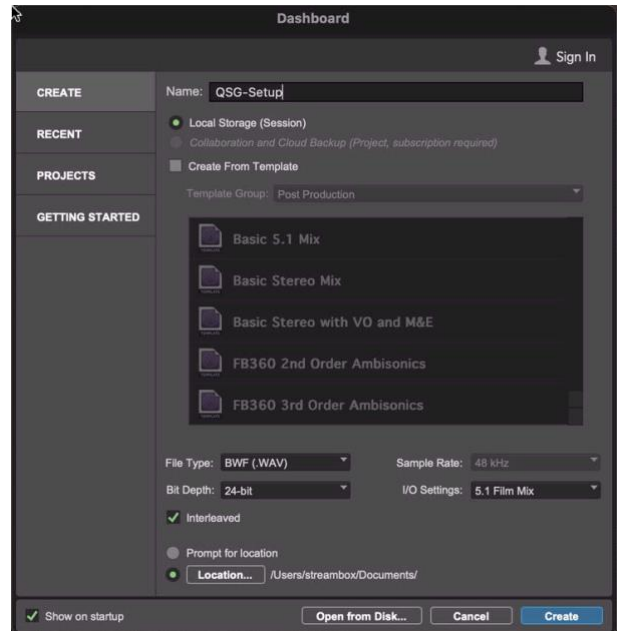 Dashboard
Sign In
CREATE
RECENT
PROJECTS
GETTING STARTED
Name: QSG-Setup
Local Storage (Session)
Collaboration and Cloud Backup (Project, subscription required)
Create From Template
Template Group: Post Production
Basic 5.1 Mix
Basic Stereo Mix
Basic Stereo with VO and M&E
FB360 2nd Order Ambisonics
FB360 3rd Order Ambisonics
File Type: BWF (.WAV) Sample Rate: 48 kHz
Bit Depth: 24-bit I/O Settings: 5.1 Film Mix
Interleaved
Prompt for location
Location... /Users/streambox/Documents/
Show on startup Open from Disk... Cancel Create